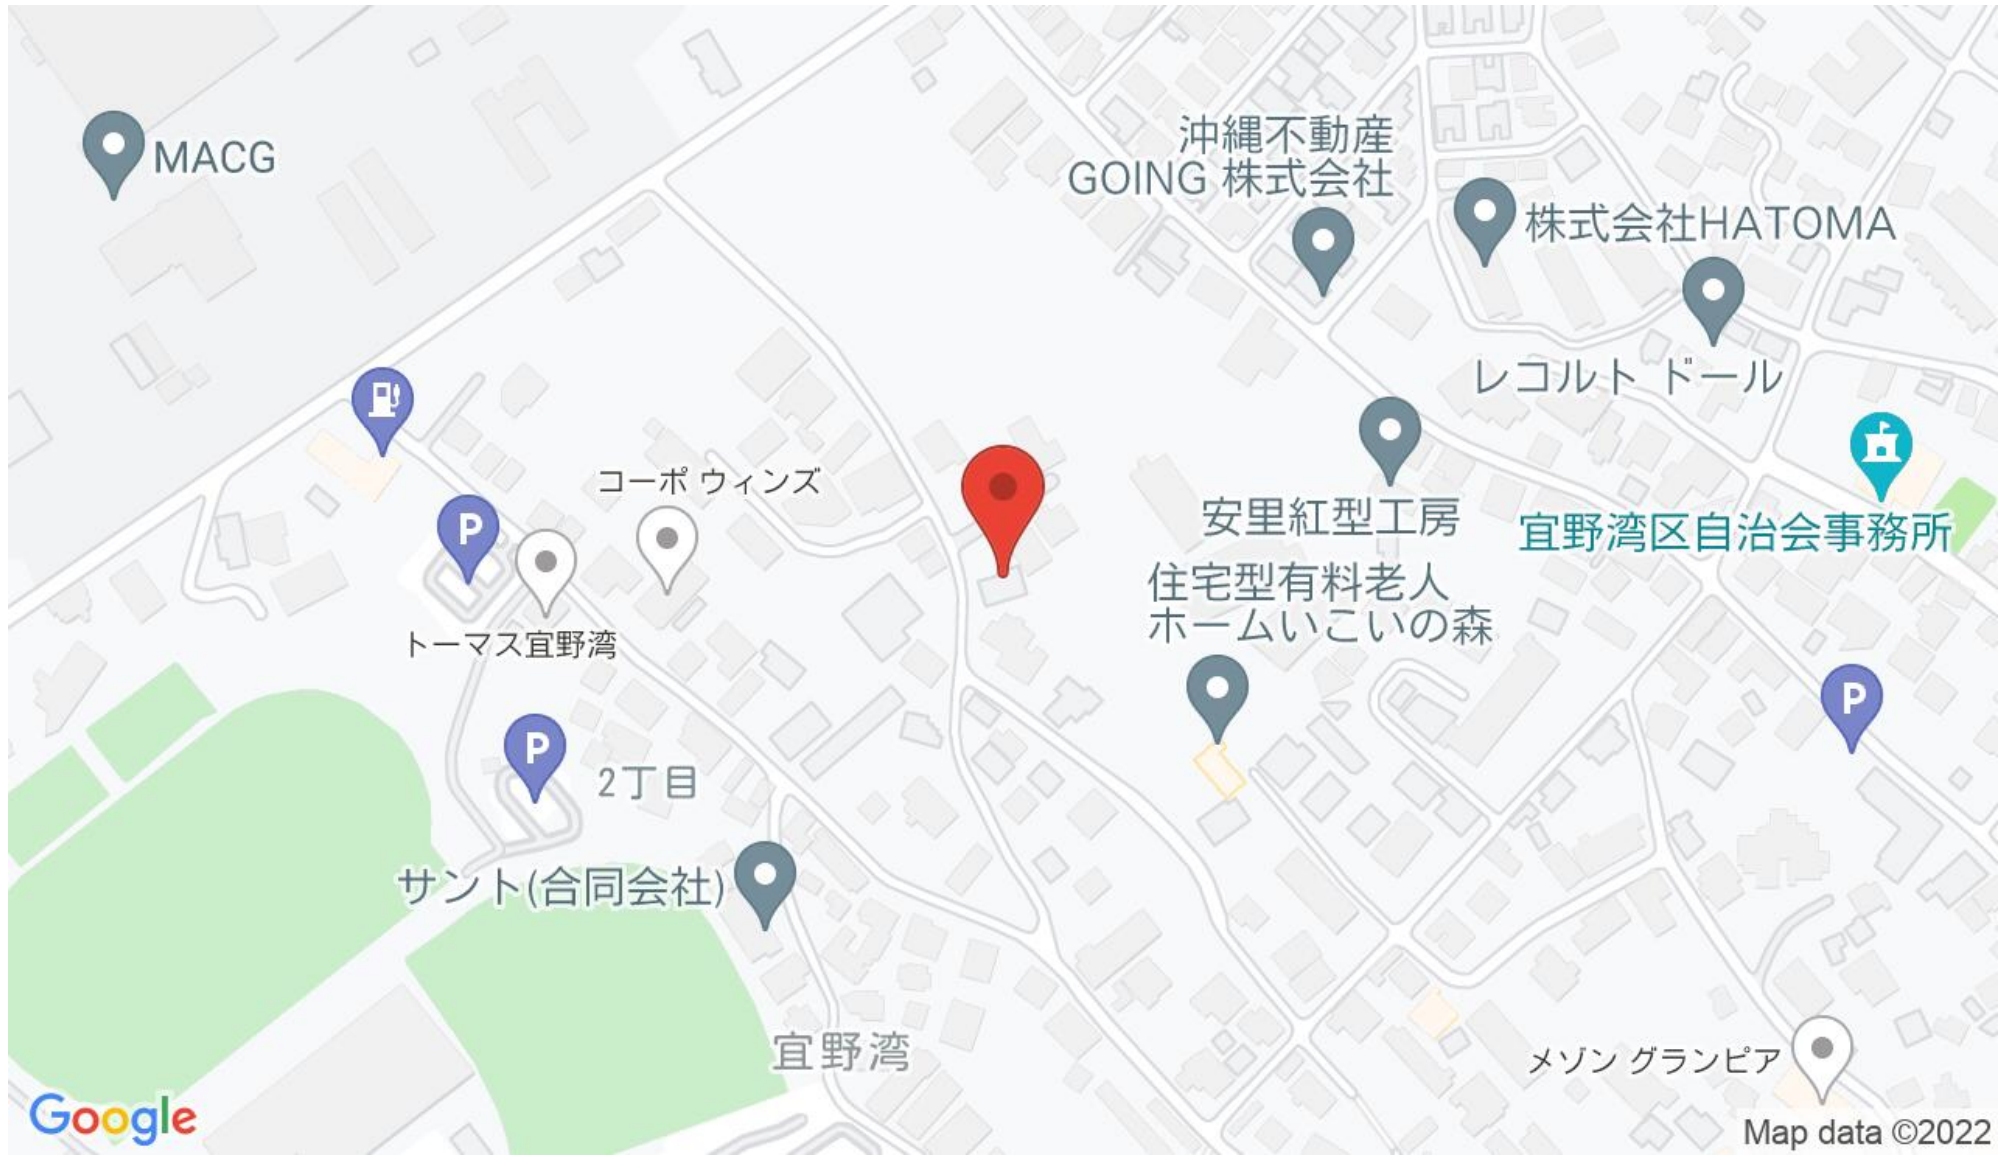 MACG
沖縄不動産
GOING 株式会社
株式会社HATOMA
レコルト ドール
コーポ ウィンズ
安里紅型工房
宜野湾区自治会事務所
住宅型有料老人
ホームいこいの森
トーマス宜野湾
P
P
P
2丁目
サント(合同会社)
宜野湾
メゾン グランピア
Google
Map data ©2022